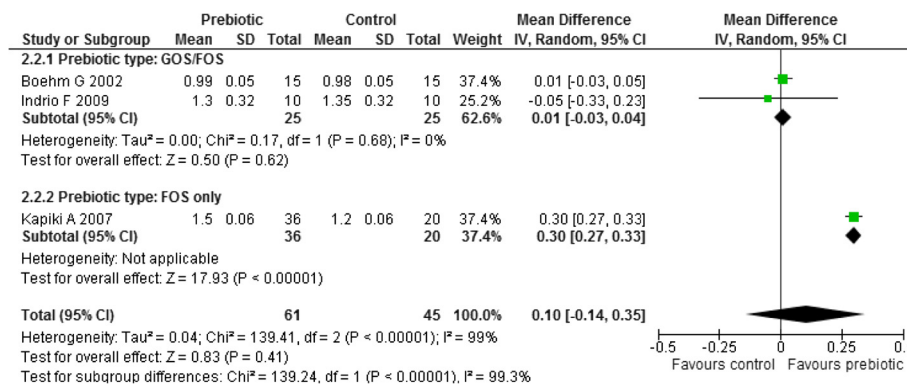 Prebiotic Control Mean Difference Mean Difference
Study or Subgroup Mean SD Total Mean SD Total Weight IV, Random, 95% CI IV, Random, 95% CI
2.2.1 Prebiotic type: GOS/FOS
Boehm G 2002 0.99 0.05 15 0.98 0.05 15 37.4% 0.01 [-0.03, 0.05]
Indrio F 2009 1.3 0.32 10 1.35 0.32 10 25.2% -0.05 [-0.33, 0.23]
Subtotal (95% CI) 25 25 62.6% 0.01 [-0.03, 0.04]
Heterogeneity: Tau² = 0.00; Chi² = 0.17, df = 1 (P = 0.68); I² = 0%
Test for overall effect: Z = 0.50 (P = 0.62)
2.2.2 Prebiotic type: FOS only
Kapiki A 2007 1.5 0.06 36 1.2 0.06 20 37.4% 0.30 [0.27, 0.33]
Subtotal (95% CI) 36 20 37.4% 0.30 [0.27, 0.33]
Heterogeneity: Not applicable
Test for overall effect: Z = 17.93 (P < 0.00001)
Total (95% CI) 61 45 100.0% 0.10 [-0.14, 0.35]
Heterogeneity: Tau² = 0.04; Chi² = 139.41, df = 2 (P < 0.00001); I² = 99%
Test for overall effect: Z = 0.83 (P = 0.41)
Test for subgroup differences: Chi² = 139.24, df = 1 (P < 0.00001), I² = 99.3%
-0.5 -0.25 0 0.25 0.5
Favours control Favours prebiotic